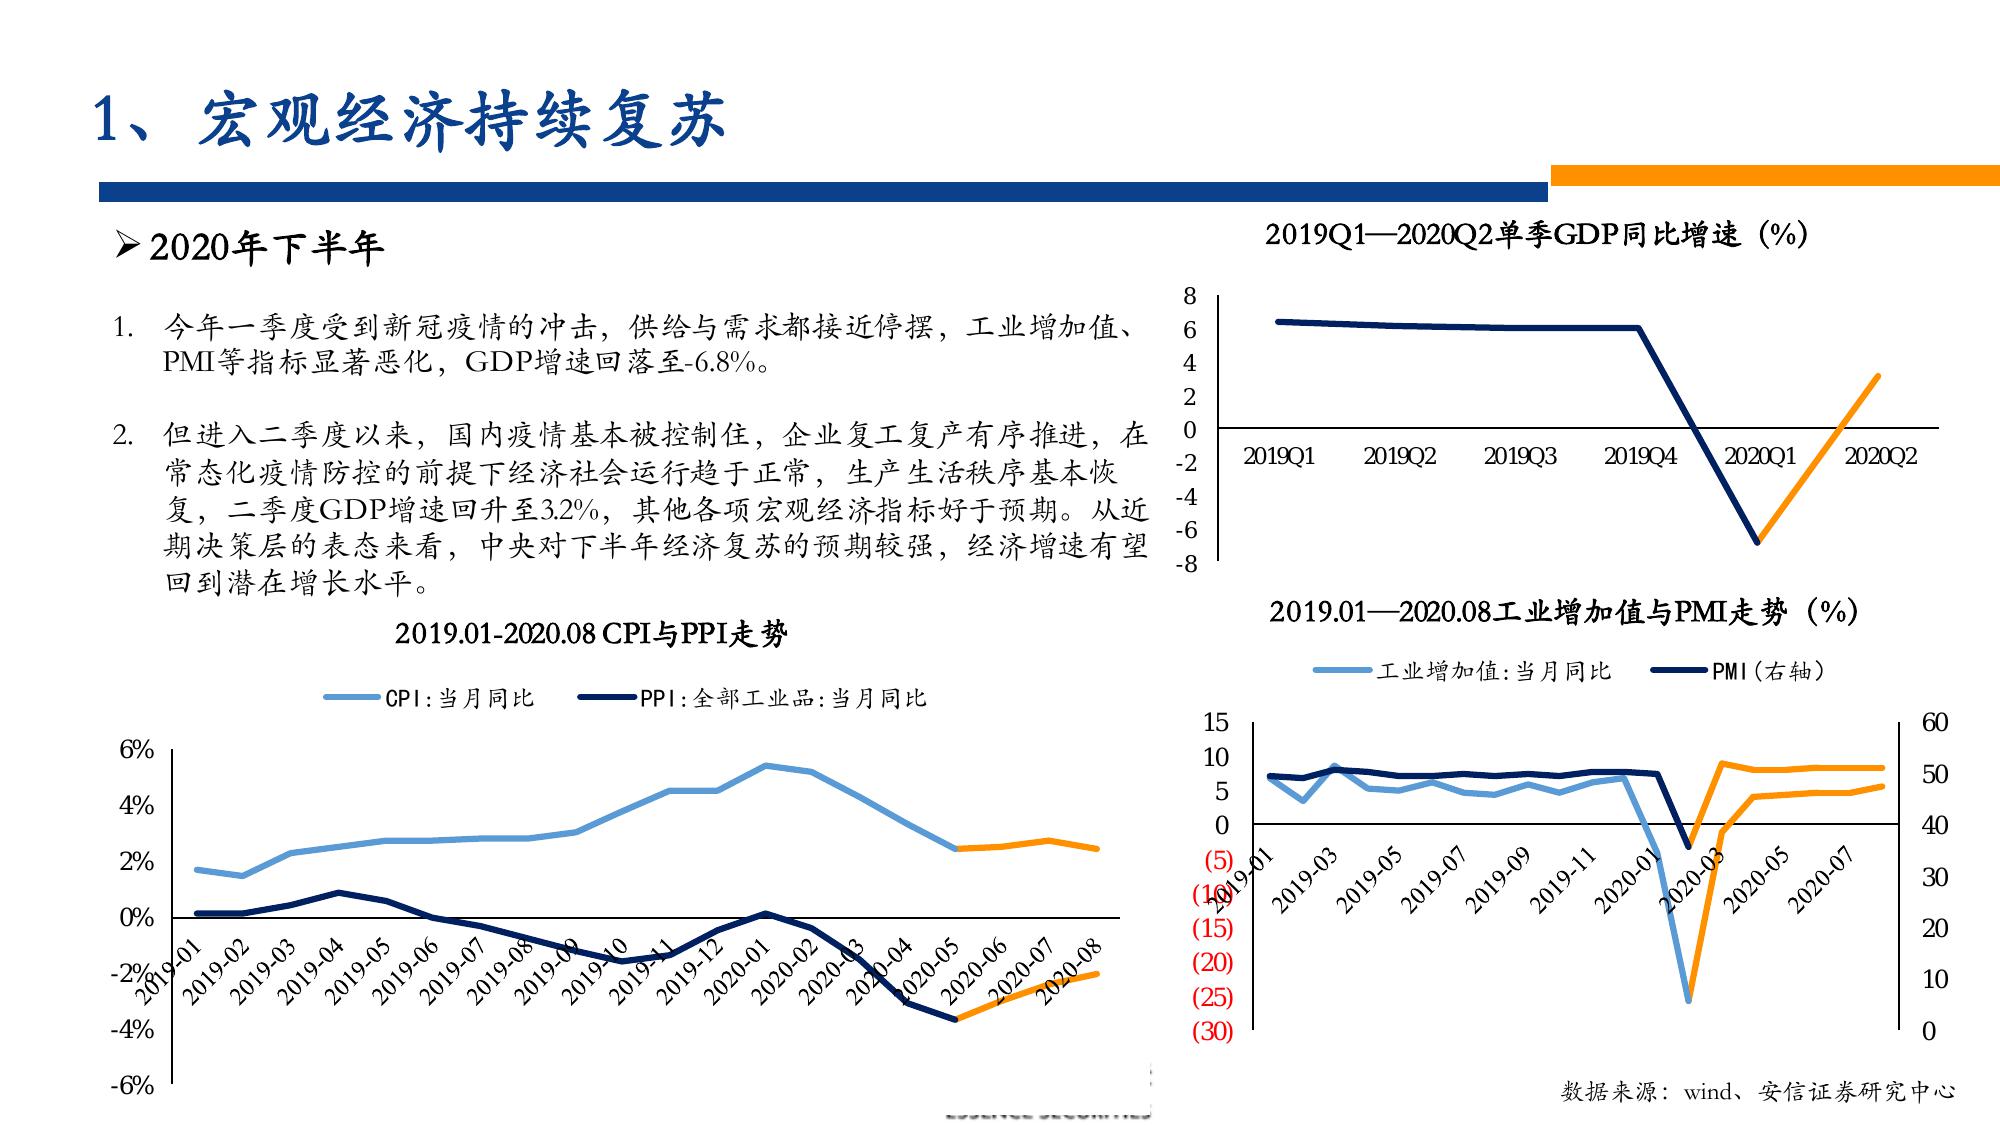 1、宏观经济持续复苏
➢2020年下半年
1. 今年一季度受到新冠疫情的冲击，供给与需求都接近停摆，工业增加值、
PMI等指标显著恶化，GDP增速回落至-6.8%。
2. 但进入二季度以来，国内疫情基本被控制住，企业复工复产有序推进，在
常态化疫情防控的前提下经济社会运行趋于正常，生产生活秩序基本恢
复，二季度GDP增速回升至3.2%，其他各项宏观经济指标好于预期。从近
期决策层的表态来看，中央对下半年经济复苏的预期较强，经济增速有望
回到潜在增长水平。
2019.01-2020.08 CPI与PPI走势
CPI:当月同比 PPI:全部工业品:当月同比
6%
4%
2%
0%
-2%
-4%
-6%
2019-01 2019-02 2019-03 2019-04 2019-05 2019-06 2019-07 2019-08 2019-09 2019-10 2019-11 2019-12 2020-01 2020-02 2020-03 2020-04 2020-05 2020-06 2020-07 2020-08
2019Q1—2020Q2单季GDP同比增速（%）
8
6
4
2
0
-2
-4
-6
-8
2019Q1 2019Q2 2019Q3 2019Q4 2020Q1 2020Q2
2019.01—2020.08工业增加值与PMI走势（%）
工业增加值:当月同比 PMI(右轴)
15
10
5
0
(5)
(10)
(15)
(20)
(25)
(30)
2019-01 2019-03 2019-05 2019-07 2019-09 2019-11 2020-01 2020-03 2020-05 2020-07
60
50
40
30
20
10
0
数据来源：wind、安信证券研究中心